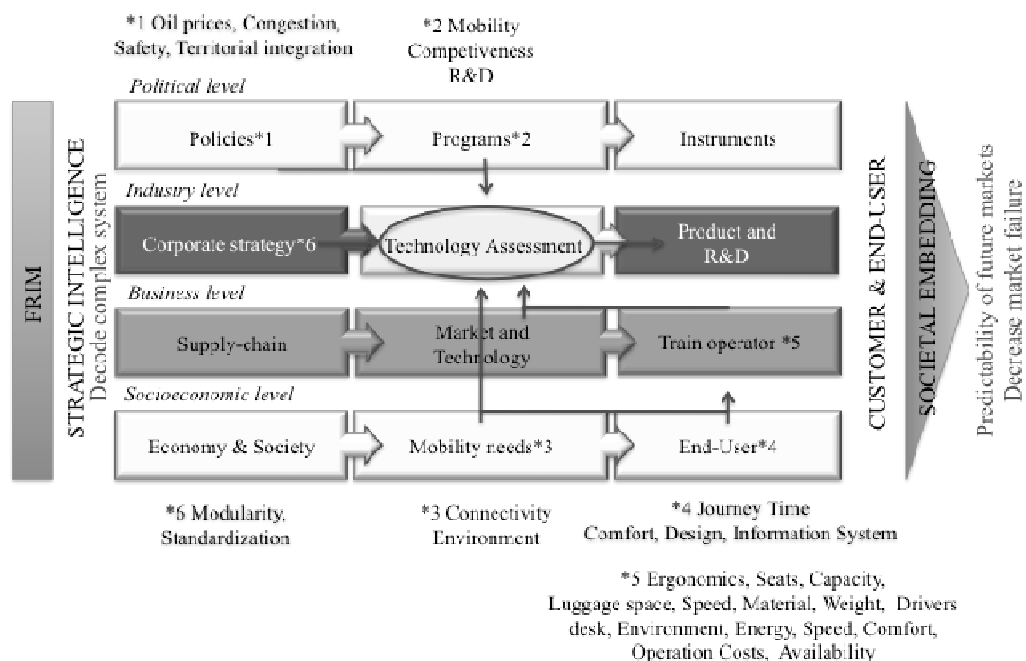 *1 Oil prices, Congestion,
Safety, Territorial integration
*2 Mobility
Competiveness
R&D
Political level
Policies*1
Programs*2
Instruments
Industry level
Corporate strategy*6
Technology Assessment
Product and
R&D
Business level
Supply-chain
Market and
Technology
Train operator *5
Socioeconomic level
Economy & Society
Mobility needs*3
End-User*4
FRIM
STRATEGIC INTELLIGENCE
Decode complex system
CUSTOMER & END-USER
SOCIETAL EMBEDDING
Predictability of future markets
Decrease market failure
*6 Modularity,
Standardization
*3 Connectivity
Environment
*4 Journey Time
Comfort, Design, Information System
*5 Ergonomics, Seats, Capacity,
Luggage space, Speed, Material, Weight, Drivers
desk, Environment, Energy, Speed, Comfort,
Operation Costs, Availability